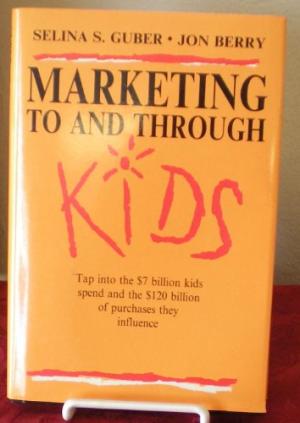 SELINA S. GUBER • JON BERRY
MARKETING
TO AND THROUGH
KiDS
Tap into the $7 billion kids
spend and the $120 billion
of purchases they
influence